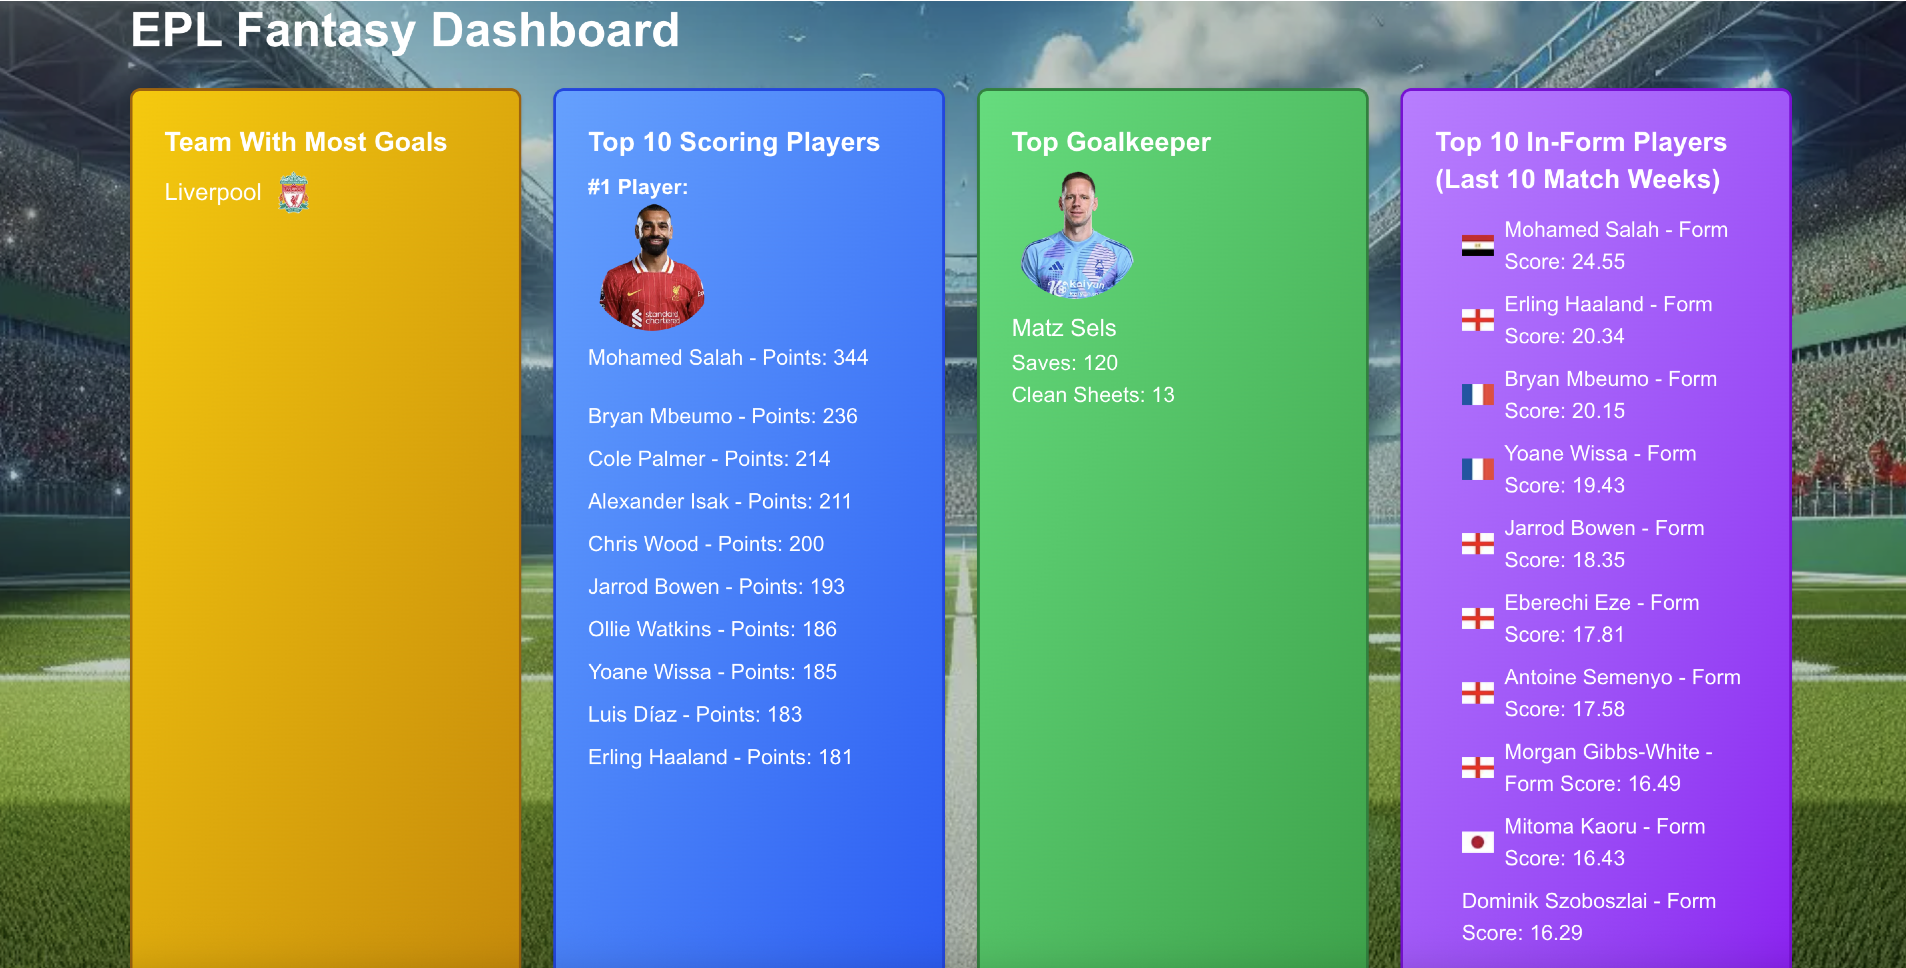 EPL Fantasy Dashboard
Team With Most Goals
Liverpool
Top 10 Scoring Players
#1 Player:
standard
chartered
Mohamed Salah - Points: 344
Bryan Mbeumo - Points: 236
Cole Palmer - Points: 214
Alexander Isak - Points: 211
Chris Wood - Points: 200
Jarrod Bowen - Points: 193
Ollie Watkins - Points: 186
Yoane Wissa - Points: 185
Luis Díaz - Points: 183
Erling Haaland - Points: 181
Top Goalkeeper
kaiyun
Matz Sels
Saves: 120
Clean Sheets: 13
Top 10 In-Form Players
(Last 10 Match Weeks)
Mohamed Salah - Form
Score: 24.55
Erling Haaland - Form
Score: 20.34
Bryan Mbeumo - Form
Score: 20.15
Yoane Wissa - Form
Score: 19.43
Jarrod Bowen - Form
Score: 18.35
Eberechi Eze - Form
Score: 17.81
Antoine Semenyo - Form
Score: 17.58
Morgan Gibbs-White -
Form Score: 16.49
Mitoma Kaoru - Form
Score: 16.43
Dominik Szoboszlai - Form
Score: 16.29